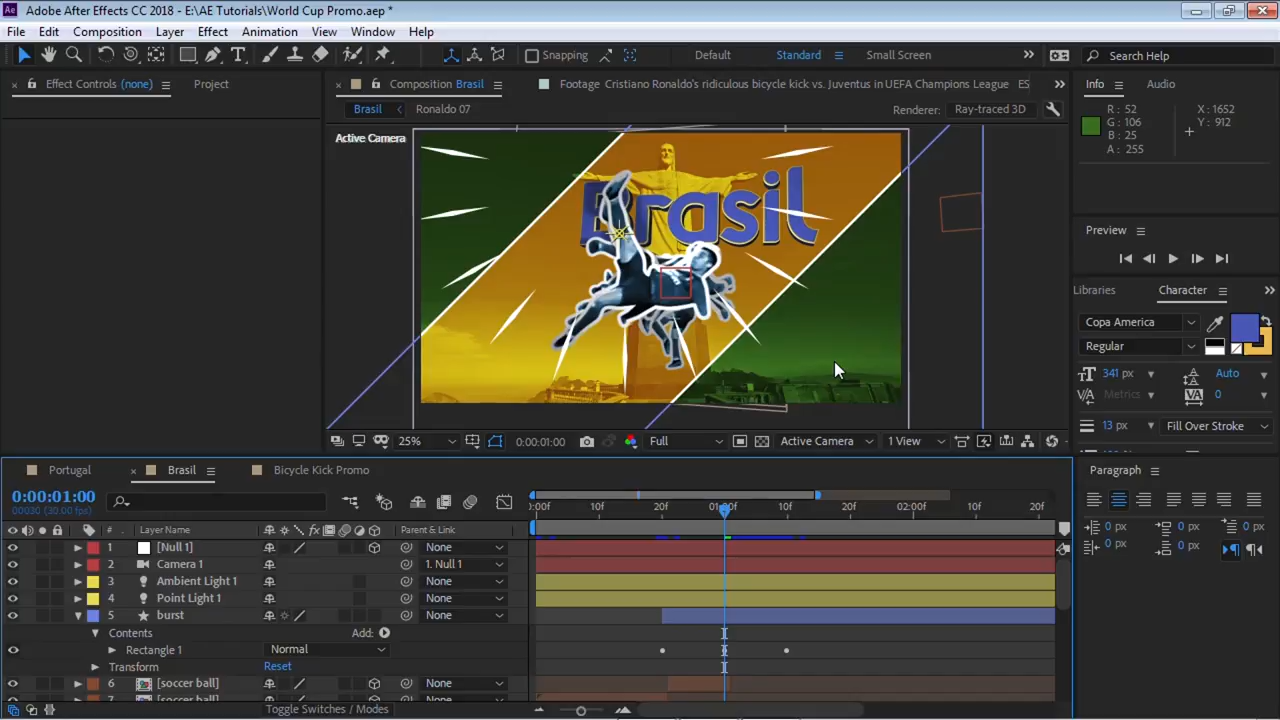 Adobe After Effects CC 2018 - E:\AE Tutorials\World Cup Promo.aep *
File Edit Composition Layer Effect Animation View Window Help
Snapping Default Standard Small Screen Search Help
Effect Controls (none) Project Composition Brasil Footage Cristiano Ronaldo's ridiculous bicycle kick vs. Juventus in UEFA Champions League ES Info Audio
Brasil Ronaldo 07 Renderer: Ray-traced 3D
R: 52 X: 1652
G: 106 Y: 912
B: 25
A: 255
Active Camera
Brasil
Preview
Libraries Character
Copa America
Regular
341 px Auto
Metrics 0
13 px Fill Over Stroke
25% 0:00:01:00 Full Active Camera 1 View
Portugal Brasil Bicycle Kick Promo Paragraph
0:00:01:00
00030 (30.00 fps)
:00f 10f 20f 01:00f 10f 20f 02:00f 10f 20f
# Layer Name Parent & Link
0 px 0 px 0 px
0 px 0 px
1 [Null 1] None
2 Camera 1 1. Null 1
3 Ambient Light 1 None
4 Point Light 1 None
5 burst None
Contents Add:
Rectangle 1 Normal
Transform Reset
6 [soccer ball] None
7 [soccer ball] None
Toggle Switches / Modes